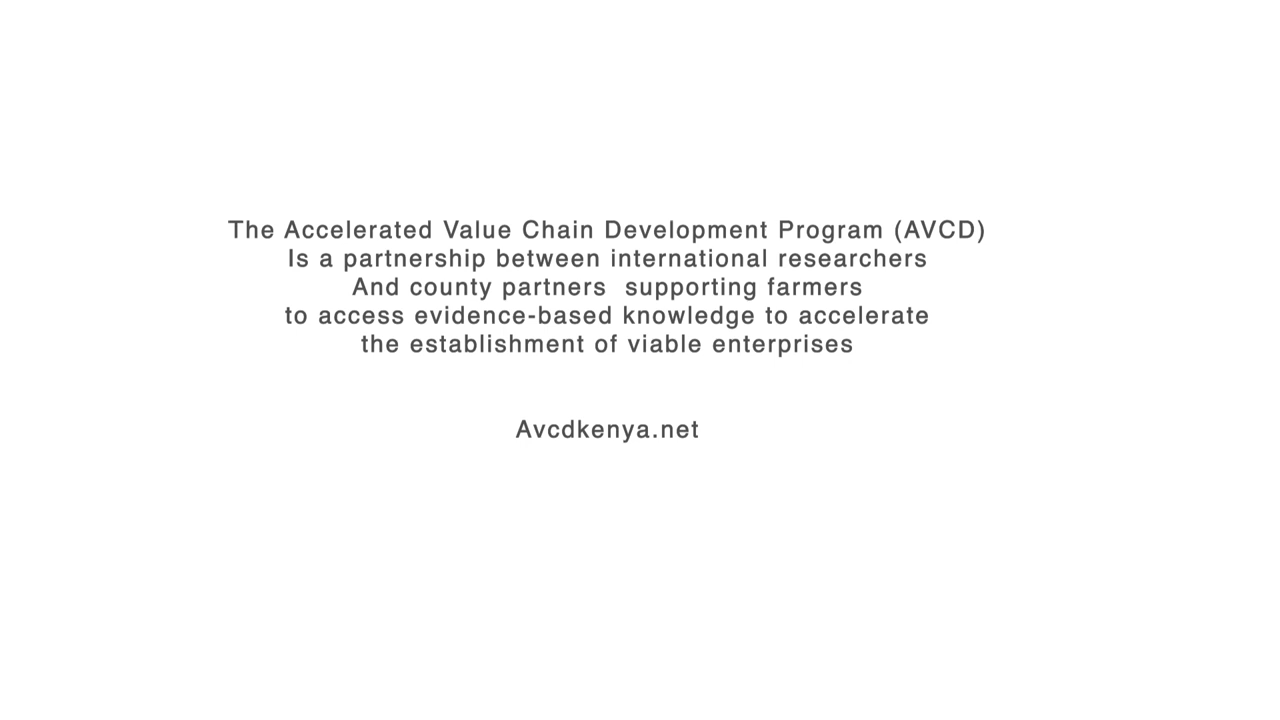 The Accelerated Value Chain Development Program (AVCD)
Is a partnership between international researchers
And county partners  supporting farmers
to access evidence-based knowledge to accelerate
the establishment of viable enterprises
Avcdkenya.net